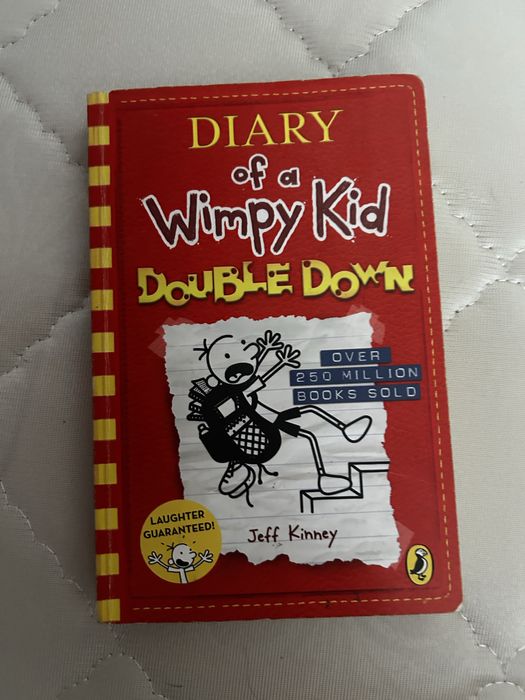 DIARY
of a
Wimpy Kid
DOUBLE DOWN
OVER
250 MILLION
BOOKS SOLD
LAUGHTER
GUARANTEED!
Jeff Kinney